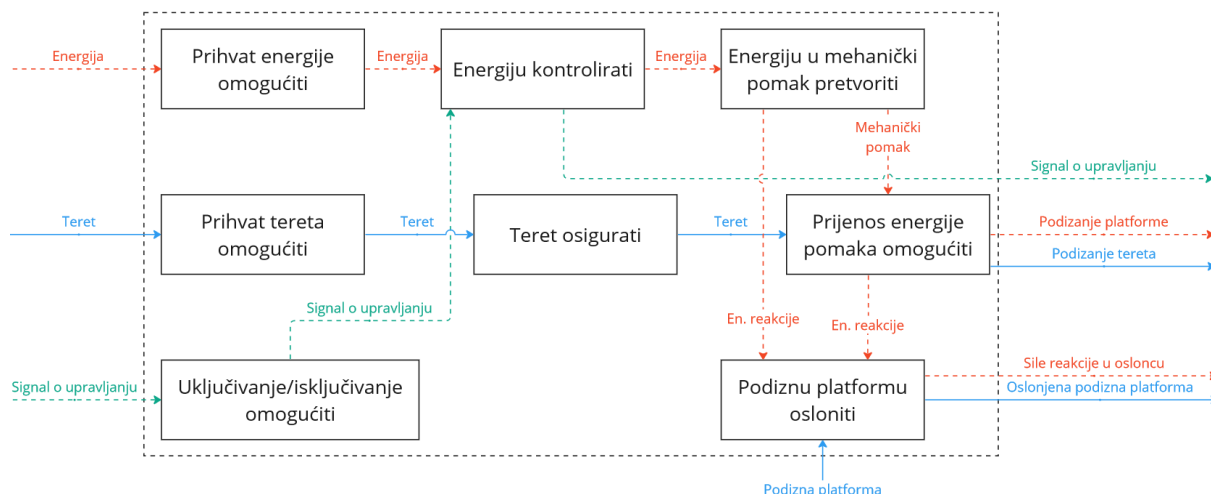 Energija
Prihvat energije
omogućiti
Energija
Energiju kontrolirati
Energija
Energiju u mehanički
pomak pretvoriti
Mehanički
pomak
Signal o upravljanju
Teret
Prihvat tereta
omogućiti
Teret
Teret osigurati
Teret
Prijenos energije
pomaka omogućiti
Podizanje platforme
Podizanje tereta
Signal o upravljanju
En. reakcije
En. reakcije
Signal o upravljanju
Uključivanje/isključivanje
omogućiti
Podiznu platformu
osloniti
Sile reakcije u osloncu
Oslonjena podizna platforma
Podizna platforma